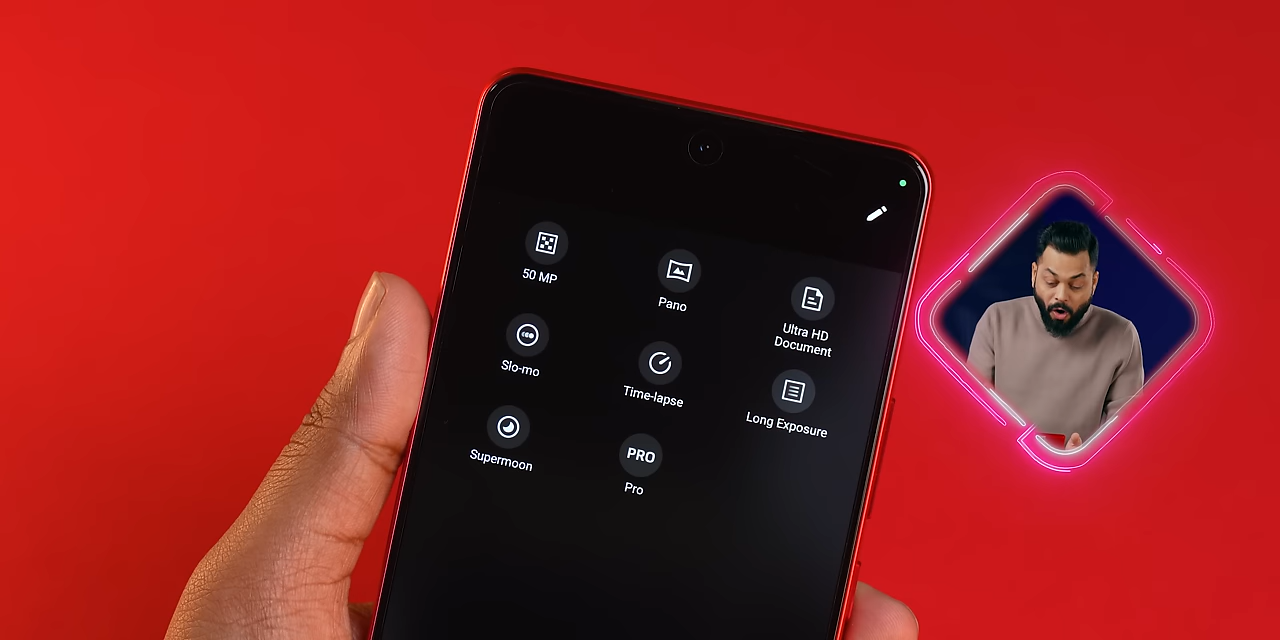 50 MP
Pano
Ultra HD
Document
Slo-mo
Time-lapse
Long Exposure
Supermoon
PRO
Pro